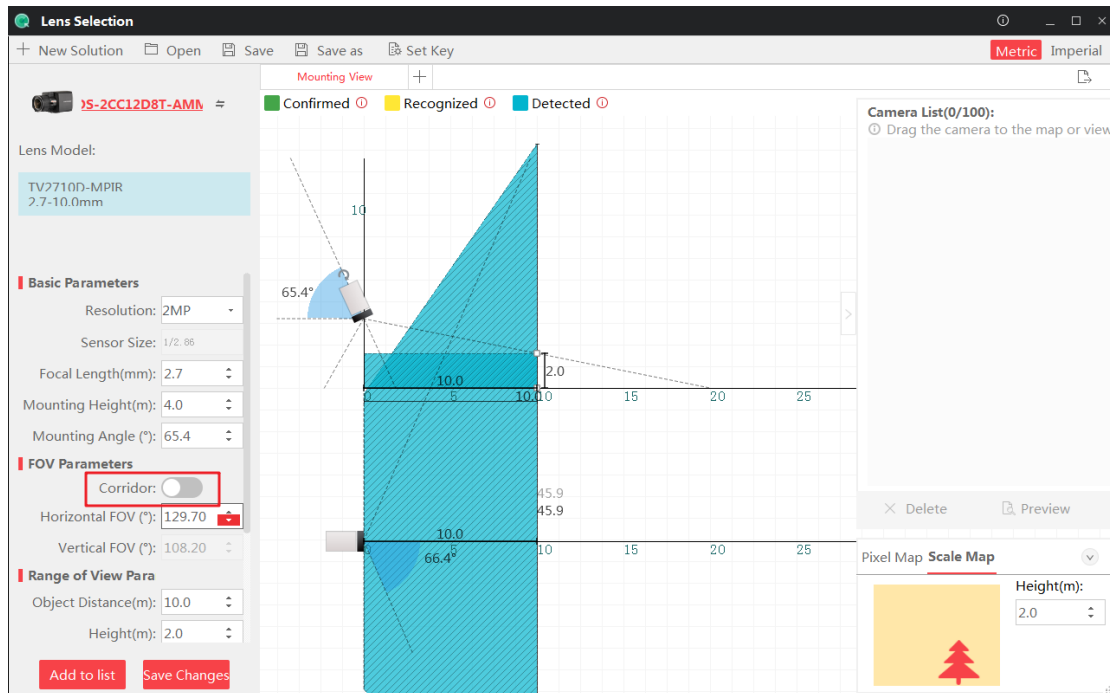 Lens Selection
New Solution Open Save Save as Set Key Metric Imperial
Mounting View
DS-2CC12D8T-AMM
Confirmed Recognized Detected
Camera List(0/100):
Drag the camera to the map or view
Lens Model:
TV2710D-MPIR
2.7-10.0mm
10
65.4°
Basic Parameters
Resolution: 2MP
Sensor Size: 1/2.86
Focal Length(mm): 2.7
Mounting Height(m): 4.0
Mounting Angle (°): 65.4
2.0
10.0
0 5 10.0 10 15 20 25
FOV Parameters
Corridor:
Horizontal FOV (°): 129.70
Vertical FOV (°): 108.20
45.9
45.9
10.0
0 5 10 15 20 25
66.4°
Delete Preview
Range of View Para
Object Distance(m): 10.0
Height(m): 2.0
Pixel Map Scale Map
Height(m):
2.0
Add to list Save Changes